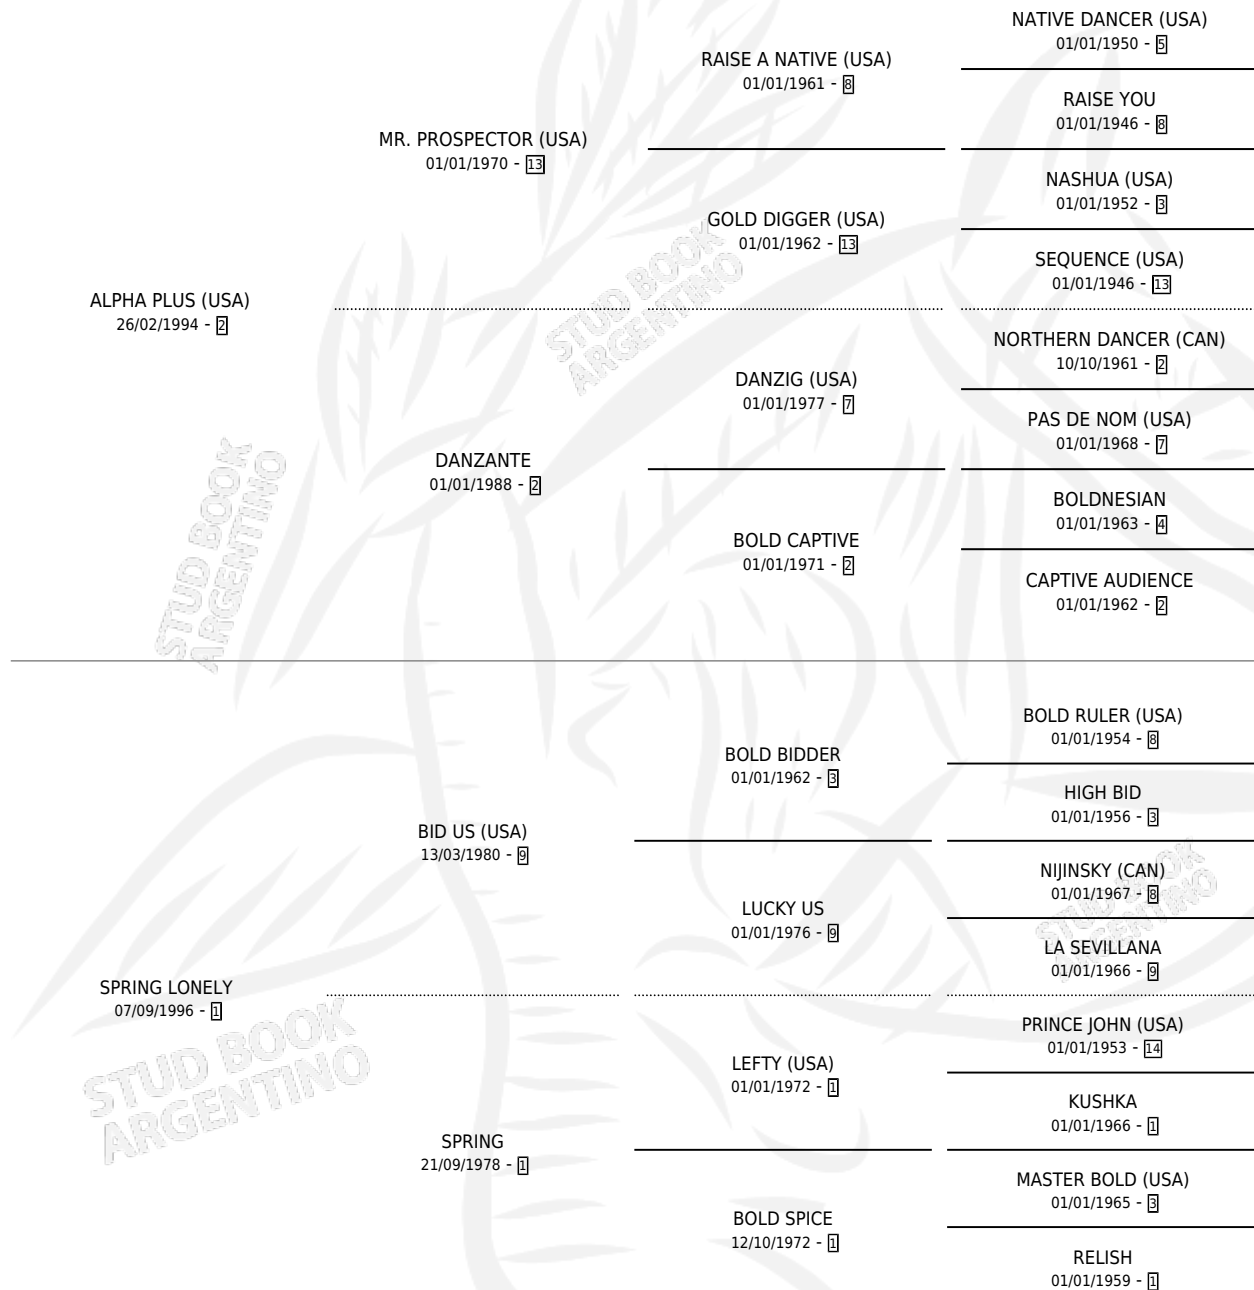 NATIVE DANCER (USA)
01/01/1950 - 5
RAISE A NATIVE (USA)
01/01/1961 - 8
RAISE YOU
01/01/1946 - 8
MR. PROSPECTOR (USA)
01/01/1970 - 13
NASHUA (USA)
01/01/1952 - 3
GOLD DIGGER (USA)
01/01/1962 - 13
SEQUENCE (USA)
01/01/1946 - 13
ALPHA PLUS (USA)
26/02/1994 - 2
STUD BOOK
ARGENTINO
NORTHERN DANCER (CAN)
10/10/1961 - 2
DANZIG (USA)
01/01/1977 - 7
PAS DE NOM (USA)
01/01/1968 - 7
DANZANTE
01/01/1988 - 2
BOLDNESIAN
01/01/1963 - 4
BOLD CAPTIVE
01/01/1971 - 2
CAPTIVE AUDIENCE
01/01/1962 - 2
STUD BOOK
ARGENTINO
BOLD RULER (USA)
01/01/1954 - 8
BOLD BIDDER
01/01/1962 - 3
HIGH BID
01/01/1956 - 3
BID US (USA)
13/03/1980 - 9
NIJINSKY (CAN)
01/01/1967 - 8
LUCKY US
01/01/1976 - 9
LA SEVILLANA
01/01/1966 - 9
STUD BOOK
ARGENTINO
SPRING LONELY
07/09/1996 - 1
PRINCE JOHN (USA)
01/01/1953 - 14
LEFTY (USA)
01/01/1972 - 1
KUSHKA
01/01/1966 - 1
STUD BOOK
ARGENTINO
SPRING
21/09/1978 - 1
MASTER BOLD (USA)
01/01/1965 - 3
BOLD SPICE
12/10/1972 - 1
RELISH
01/01/1959 - 1